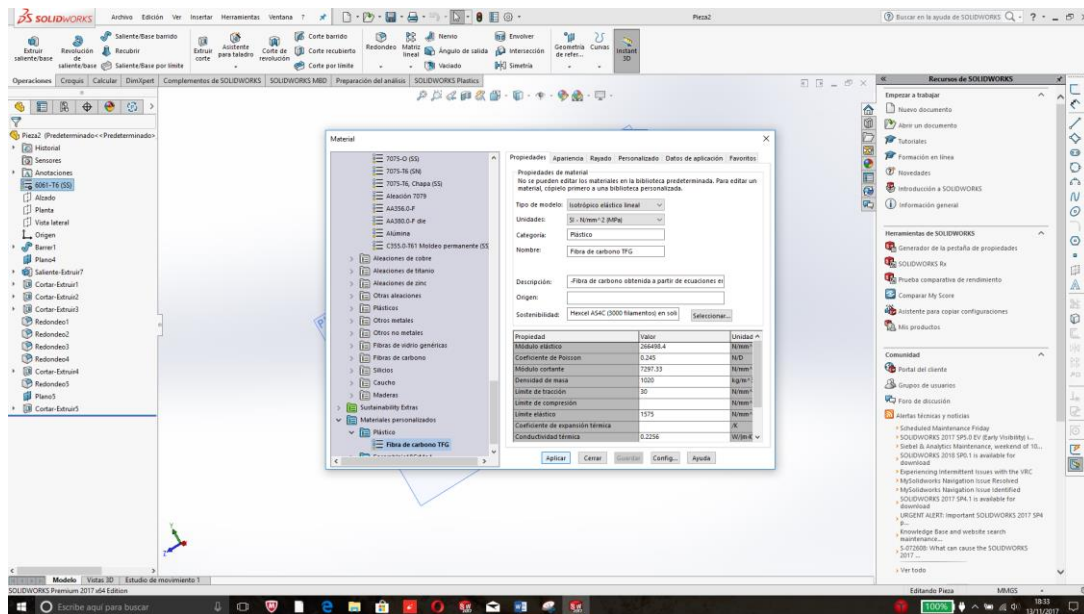 SOLIDWORKS Archivo Edición Ver Insertar Herramientas Ventana ? Pieza2 Buscar en la ayuda de SOLIDWORKS
Extruir saliente/base
Revolución de saliente/base
Saliente/Base barrido
Recubrir
Saliente/Base por límite
Extruir corte
Asistente para taladro
Corte de revolución
Corte barrido
Corte recubierto
Corte por límite
Redondeo
Matriz lineal
Nervio
Ángulo de salida
Vaciado
Envolver
Intersección
Simetría
Geometría de refer...
Curvas
Instant 3D
Operaciones Croquis Calcular DimXpert Complementos de SOLIDWORKS SOLIDWORKS MBD Preparación del análisis SOLIDWORKS Plastics
Pieza2 (Predeterminado<<Predeterminado>
Historial
Sensores
Anotaciones
6061-T6 (SS)
Alzado
Planta
Vista lateral
Origen
Barrer1
Plano4
Saliente-Extruir7
Cortar-Extruir1
Cortar-Extruir2
Cortar-Extruir3
Redondeo1
Redondeo2
Redondeo3
Redondeo4
Cortar-Extruir4
Redondeo5
Plano5
Cortar-Extruir5
Material
7075-O (SS)
7075-T6 (SN)
7075-T6, Chapa (SS)
Aleación 7079
AA356.0-F
AA380.0-F die
Alúmina
C355.0-T61 Moldeo permanente (SS
Aleaciones de cobre
Aleaciones de titanio
Aleaciones de zinc
Otras aleaciones
Plásticos
Otros metales
Otros no metales
Fibras de vidrio genéricas
Fibras de carbono
Silicios
Caucho
Maderas
Sustainability Extras
Materiales personalizados
Plástico
Fibra de carbono TFG
Propiedades Apariencia Rayado Personalizado Datos de aplicación Favoritos
Propiedades de material
No se pueden editar los materiales en la biblioteca predeterminada. Para editar un
material, cópielo primero a una biblioteca personalizada.
Tipo de modelo: Isotrópico elástico lineal
Unidades: SI - N/mm^2 (MPa)
Categoría: Plástico
Nombre: Fibra de carbono TFG
Descripción: -Fibra de carbono obtenida a partir de ecuaciones en
Origen:
Sostenibilidad: Hexcel AS4C (3000 filamentos) en soli Seleccionar...
Propiedad Valor Unidad
Módulo elástico 266498.4 N/mm^
Coeficiente de Poisson 0.245 N/D
Módulo cortante 7297.33 N/mm^
Densidad de masa 1020 kg/m^
Límite de tracción 30 N/mm^
Límite de compresión N/mm^
Límite elástico 1575 N/mm^
Coeficiente de expansión térmica /K
Conductividad térmica 0.2256 W/(m·K
Aplicar Cerrar Guardar Config... Ayuda
Recursos de SOLIDWORKS
Empezar a trabajar
Nuevo documento
Abrir un documento
Tutoriales
Formación en línea
Novedades
Introducción a SOLIDWORKS
Información general
Herramientas de SOLIDWORKS
Generador de la pestaña de propiedades
SOLIDWORKS Rx
Prueba comparativa de rendimiento
Comparar My Score
Asistente para copiar configuraciones
Mis productos
Comunidad
Portal del cliente
Grupos de usuarios
Foro de discusión
Alertas técnicas y noticias
Scheduled Maintenance Friday
SOLIDWORKS 2017 SP5.0 EV (Early Visibility) i...
Siebel & Analytics Maintenance, weekend of 10...
SOLIDWORKS 2018 SP0.1 is available for
download
Experiencing intermittent issues with the VRC
MySolidworks Navigation Issue Resolved
MySolidworks Navigation Issue Identified
SOLIDWORKS 2017 SP4.1 is available for
download
URGENT ALERT: Important SOLIDWORKS 2017 SP4
p...
Knowledge Base and website search
maintenance...
S-072608: What can cause the SOLIDWORKS
2017 ...
Ver todo
Modelo Vistas 3D Estudio de movimiento 1
SOLIDWORKS Premium 2017 x64 Edition Editando Pieza MMGS
Escribe aquí para buscar 100% 18:33
13/11/2017